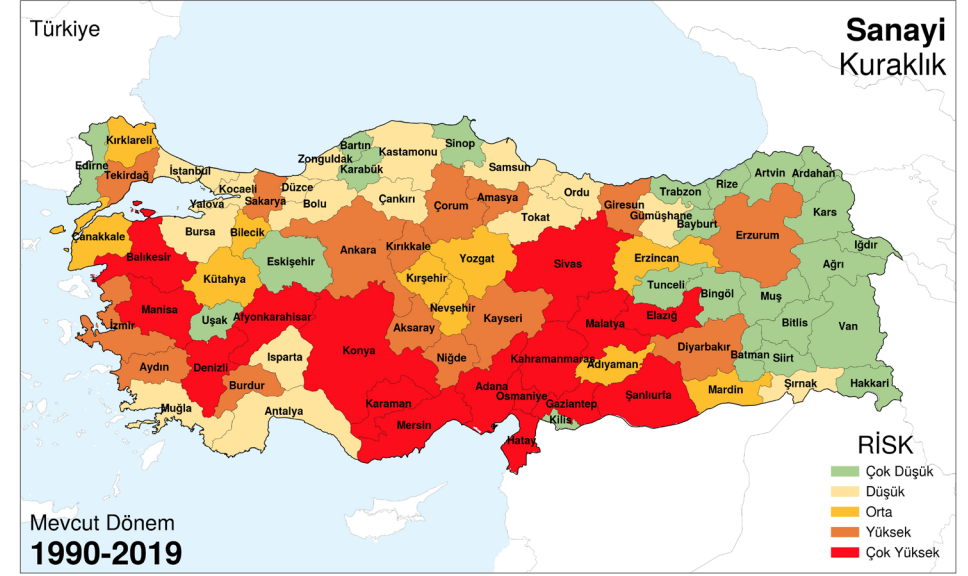 Türkiye
Sanayi
Kuraklık
Kırklareli
Edirne
Tekirdağ
İstanbul
Kocaeli
Yalova
Sakarya
Düzce
Bolu
Zonguldak
Bartın
Karabük
Kastamonu
Sinop
Samsun
Çankırı
Çorum
Amasya
Tokat
Ordu
Giresun
Gümüşhane
Trabzon
Bayburt
Rize
Artvin
Ardahan
Kars
Iğdır
Erzurum
Ağrı
Çanakkale
Balıkesir
Bursa
Bilecik
Kütahya
Eskişehir
Ankara
Kırıkkale
Kırşehir
Yozgat
Sivas
Erzincan
Tunceli
Bingöl
Muş
Bitlis
Van
Manisa
İzmir
Uşak
Afyonkarahisar
Aksaray
Nevşehir
Kayseri
Malatya
Elazığ
Diyarbakır
Batman
Siirt
Aydın
Denizli
Burdur
Isparta
Konya
Niğde
Kahramanmaraş
Adıyaman
Şanlıurfa
Mardin
Şırnak
Hakkari
Muğla
Antalya
Karaman
Mersin
Adana
Osmaniye
Gaziantep
Kilis
Hatay
RİSK
Çok Düşük
Düşük
Orta
Yüksek
Çok Yüksek
Mevcut Dönem
1990-2019